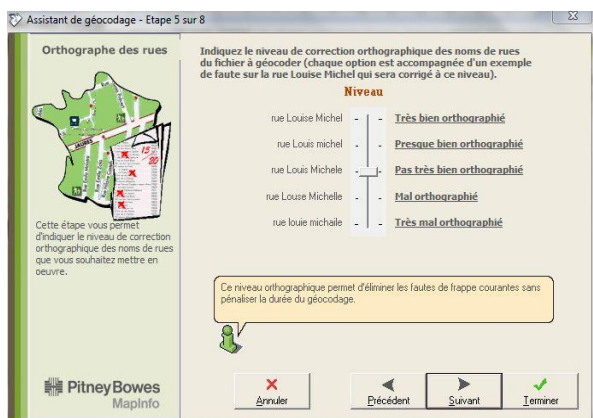 Assistant de géocodage - Etape 5 sur 8
Orthographe des rues
Indiquez le niveau de correction orthographique des noms de rues
du fichier à géocoder (chaque option est accompagnée d'un exemple
de faute sur la rue Louise Michel qui sera corrigé à ce niveau).
Niveau
rue Louise Michel - - Très bien orthographié
rue Louis michel - - Presque bien orthographié
rue Louis Michele - - Pas très bien orthographié
rue Louse Michelle - - Mal orthographié
rue louie michaile - - Très mal orthographié
Cette étape vous permet
d'indiquer le niveau de correction
orthographique des noms de rues
que vous souhaitez mettre en
oeuvre.
Ce niveau orthographique permet d'éliminer les fautes de frappe courantes sans
pénaliser la durée du géocodage.
PitneyBowes
MapInfo
Annuler
Précédent
Suivant
Terminer